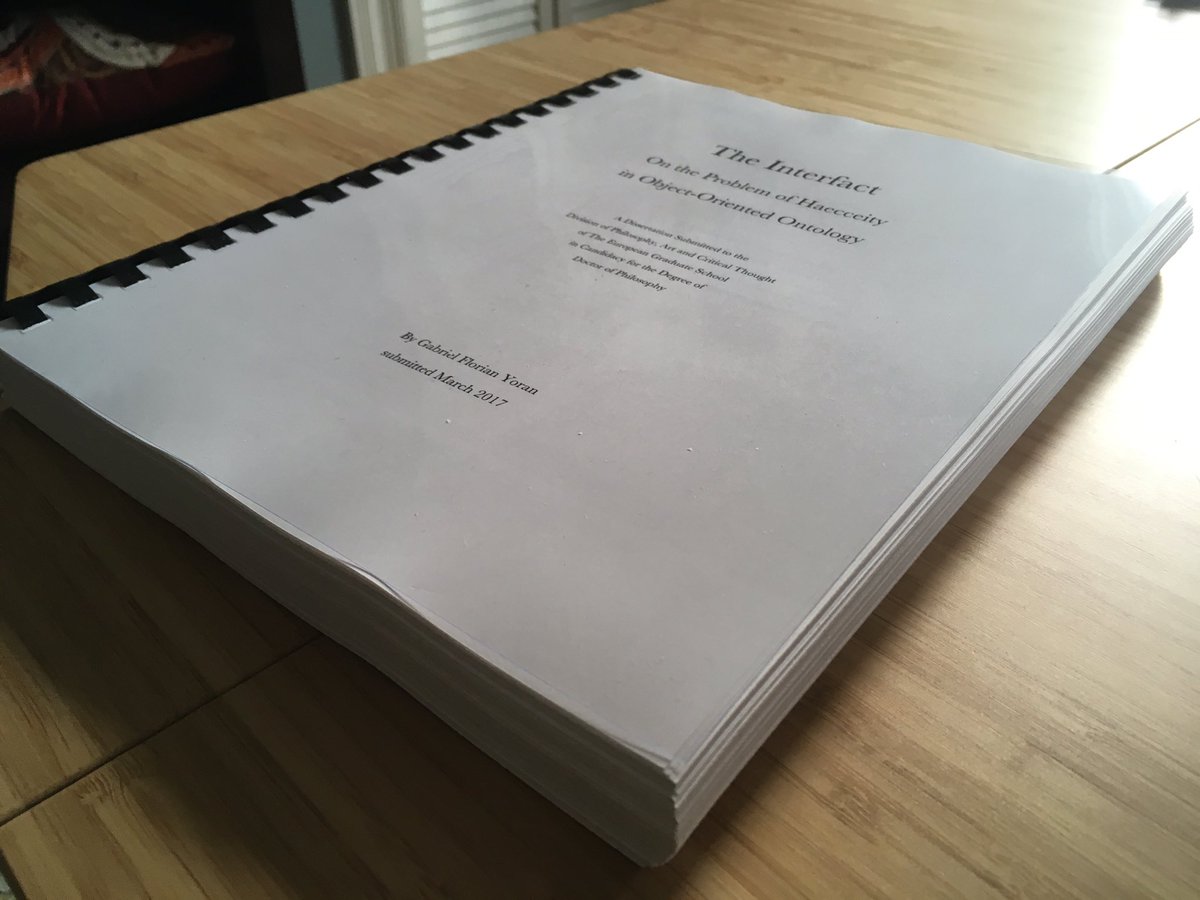 The Interfact
On the Problem of Haecceity
in Object-Oriented Ontology
A Dissertation Submitted to the
Division of Philosophy, Art and Critical Thought
of The European Graduate School
in Candidacy for the Degree of
Doctor of Philosophy
By Gabriel Florian Yoran
submitted March 2017